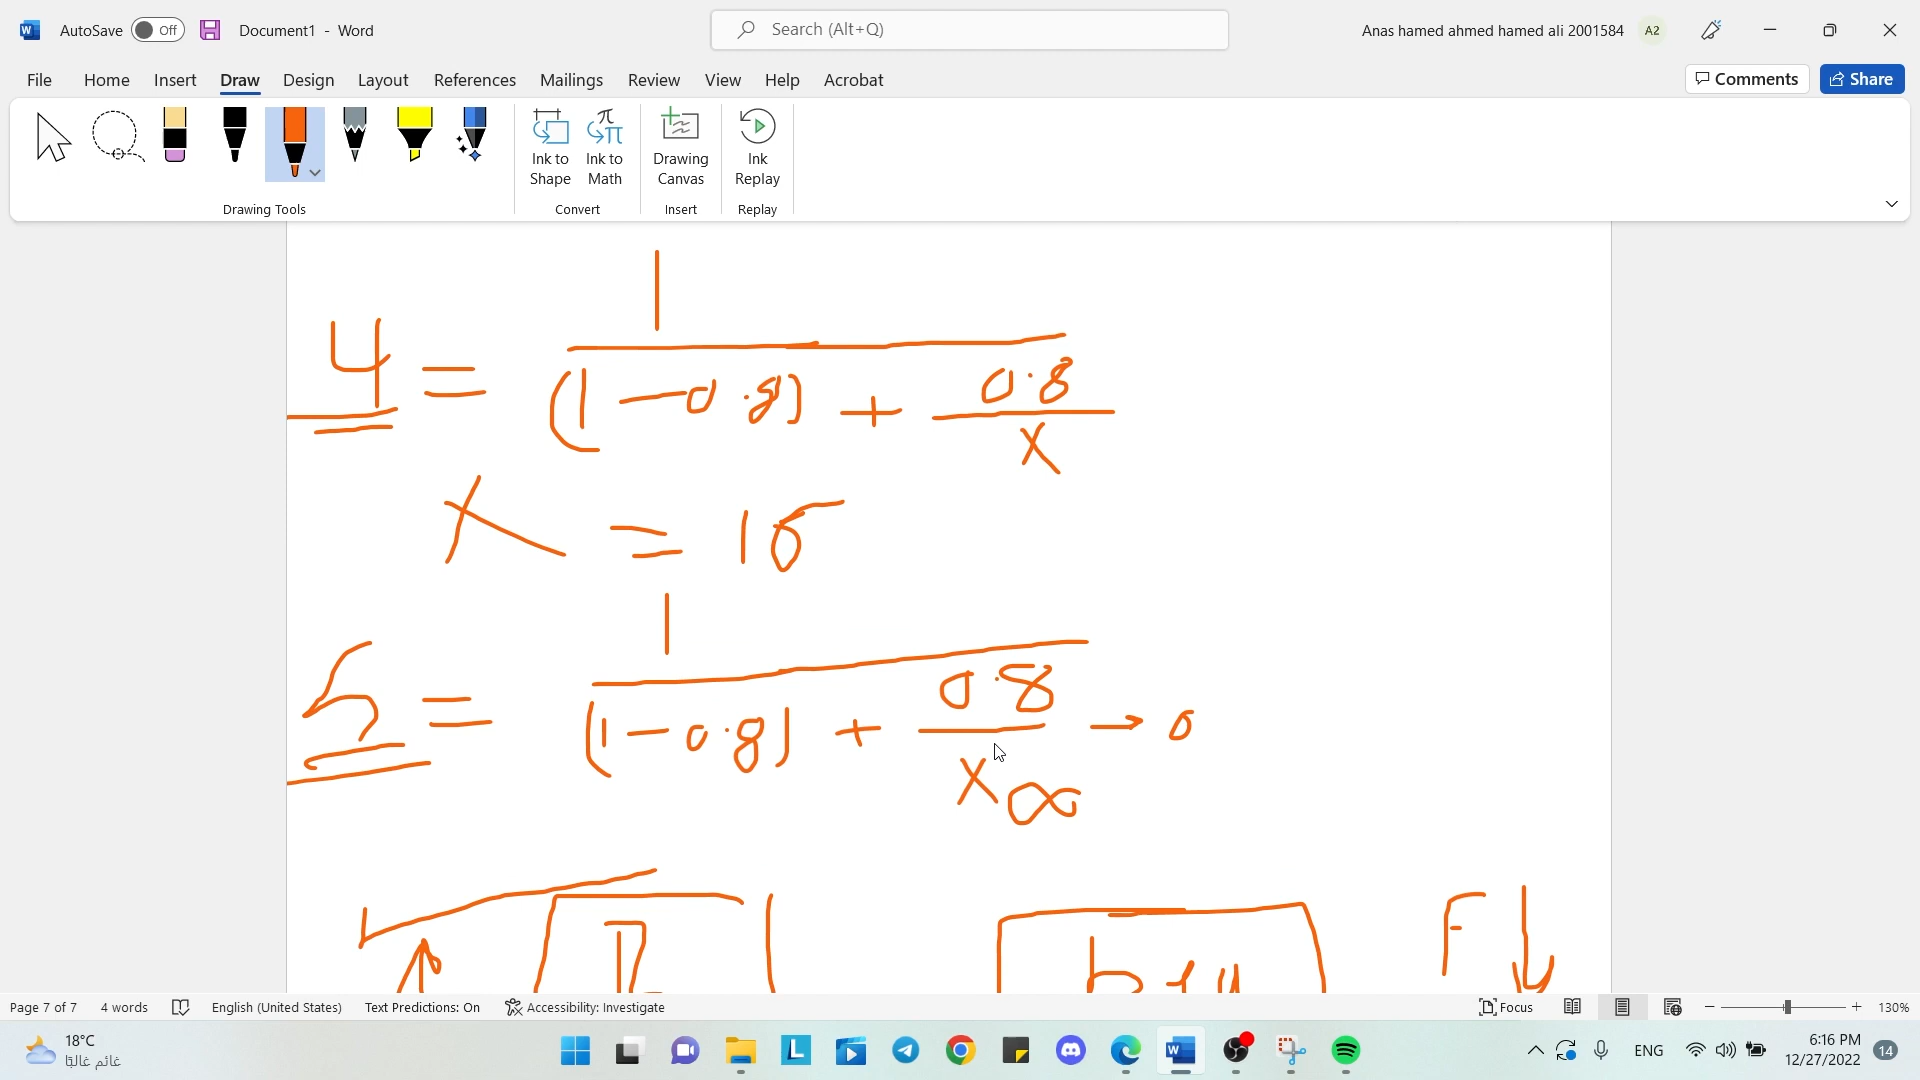 AutoSave Off Document1 - Word Search (Alt+Q) Anas hamed ahmed hamed ali 2001584 A2
File Home Insert Draw Design Layout References Mailings Review View Help Acrobat Comments Share
Ink to Shape Ink to Math Drawing Canvas Ink Replay
Drawing Tools Convert Insert Replay
1
4 = (1 - 0.8) + 0.8
x
x = 16
1
5 = (1 - 0.8) + 0.8 → 0
x ∞
F
Page 7 of 7 4 words English (United States) Text Predictions: On Accessibility: Investigate Focus 130%
18°C
غائم غالبًا
ENG 6:16 PM
12/27/2022 14